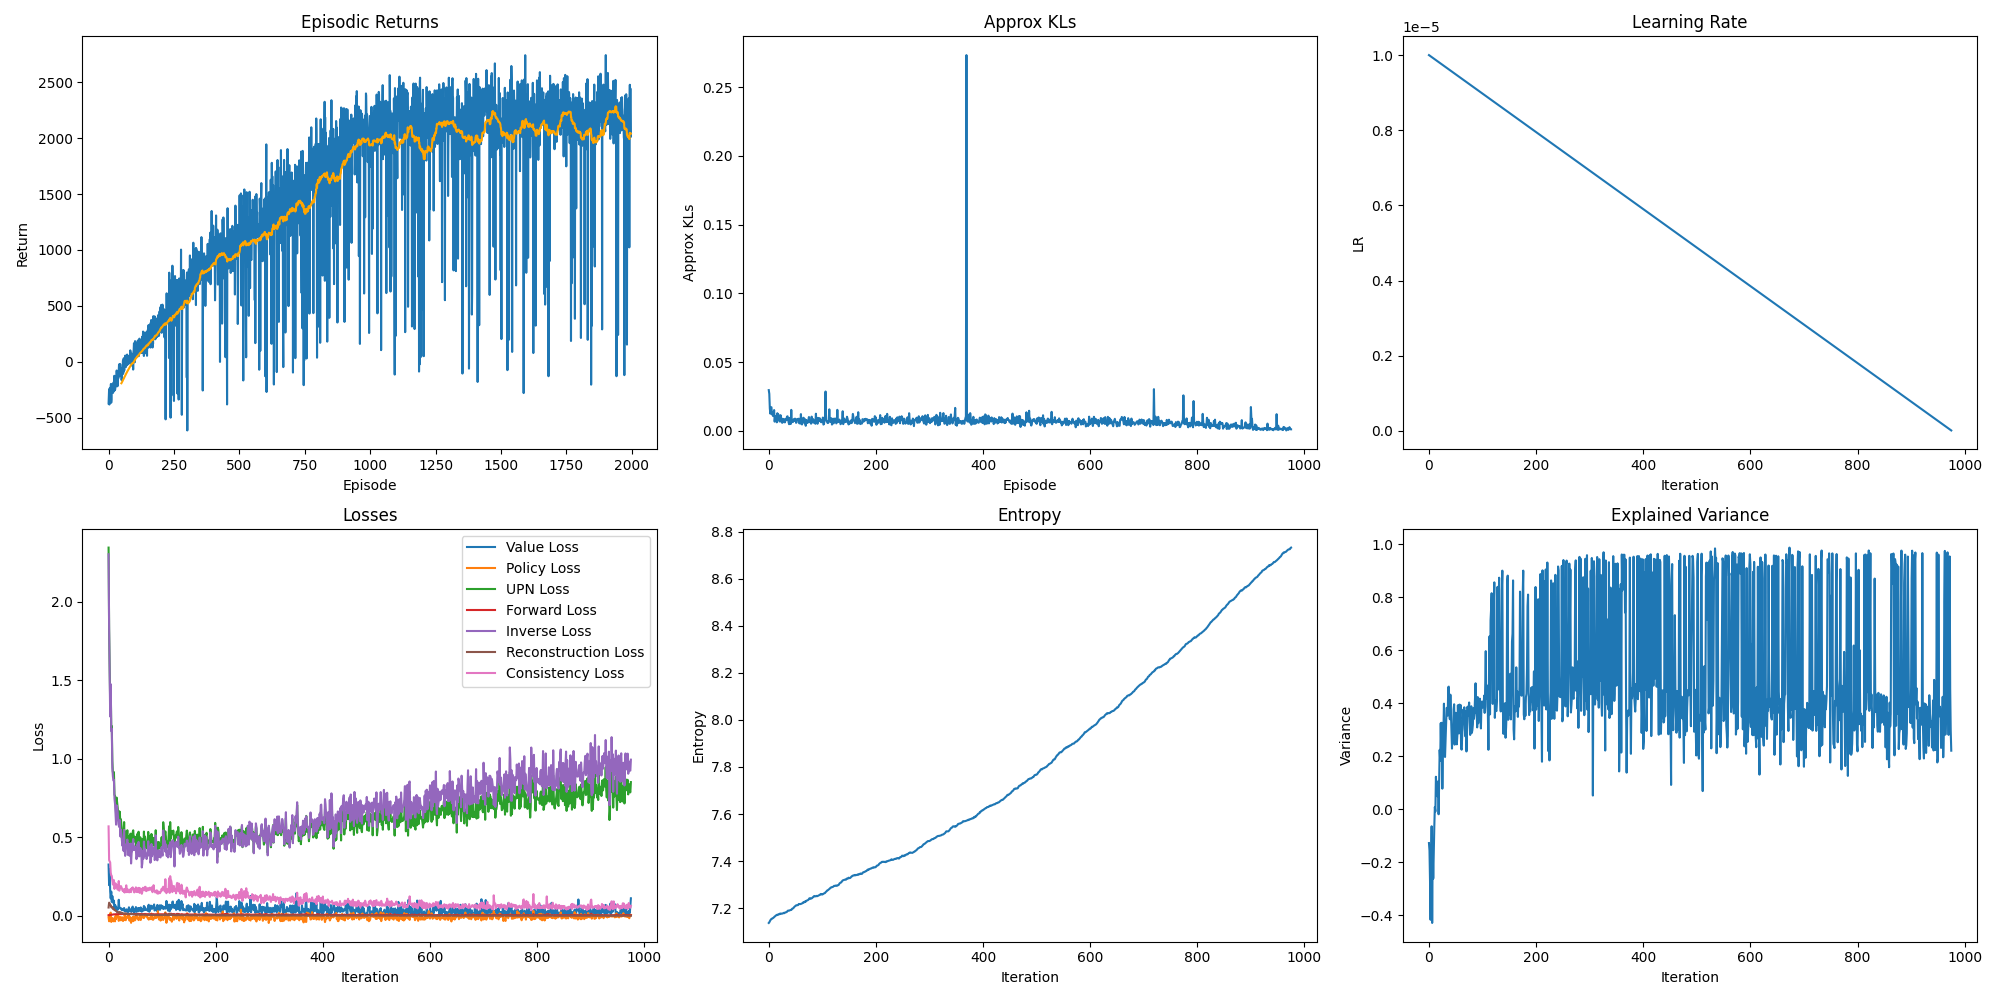 Episodic Returns
Return
2500
2000
1500
1000
500
0
−500
0 250 500 750 1000 1250 1500 1750 2000
Episode
Approx KLs
Approx KLs
0.25
0.20
0.15
0.10
0.05
0.00
0 200 400 600 800 1000
Episode
Learning Rate
1e−5
LR
1.0
0.8
0.6
0.4
0.2
0.0
0 200 400 600 800 1000
Iteration
Losses
Loss
2.0
1.5
1.0
0.5
0.0
Value Loss
Policy Loss
UPN Loss
Forward Loss
Inverse Loss
Reconstruction Loss
Consistency Loss
0 200 400 600 800 1000
Iteration
Entropy
Entropy
8.8
8.6
8.4
8.2
8.0
7.8
7.6
7.4
7.2
0 200 400 600 800 1000
Iteration
Explained Variance
Variance
1.0
0.8
0.6
0.4
0.2
0.0
−0.2
−0.4
0 200 400 600 800 1000
Iteration